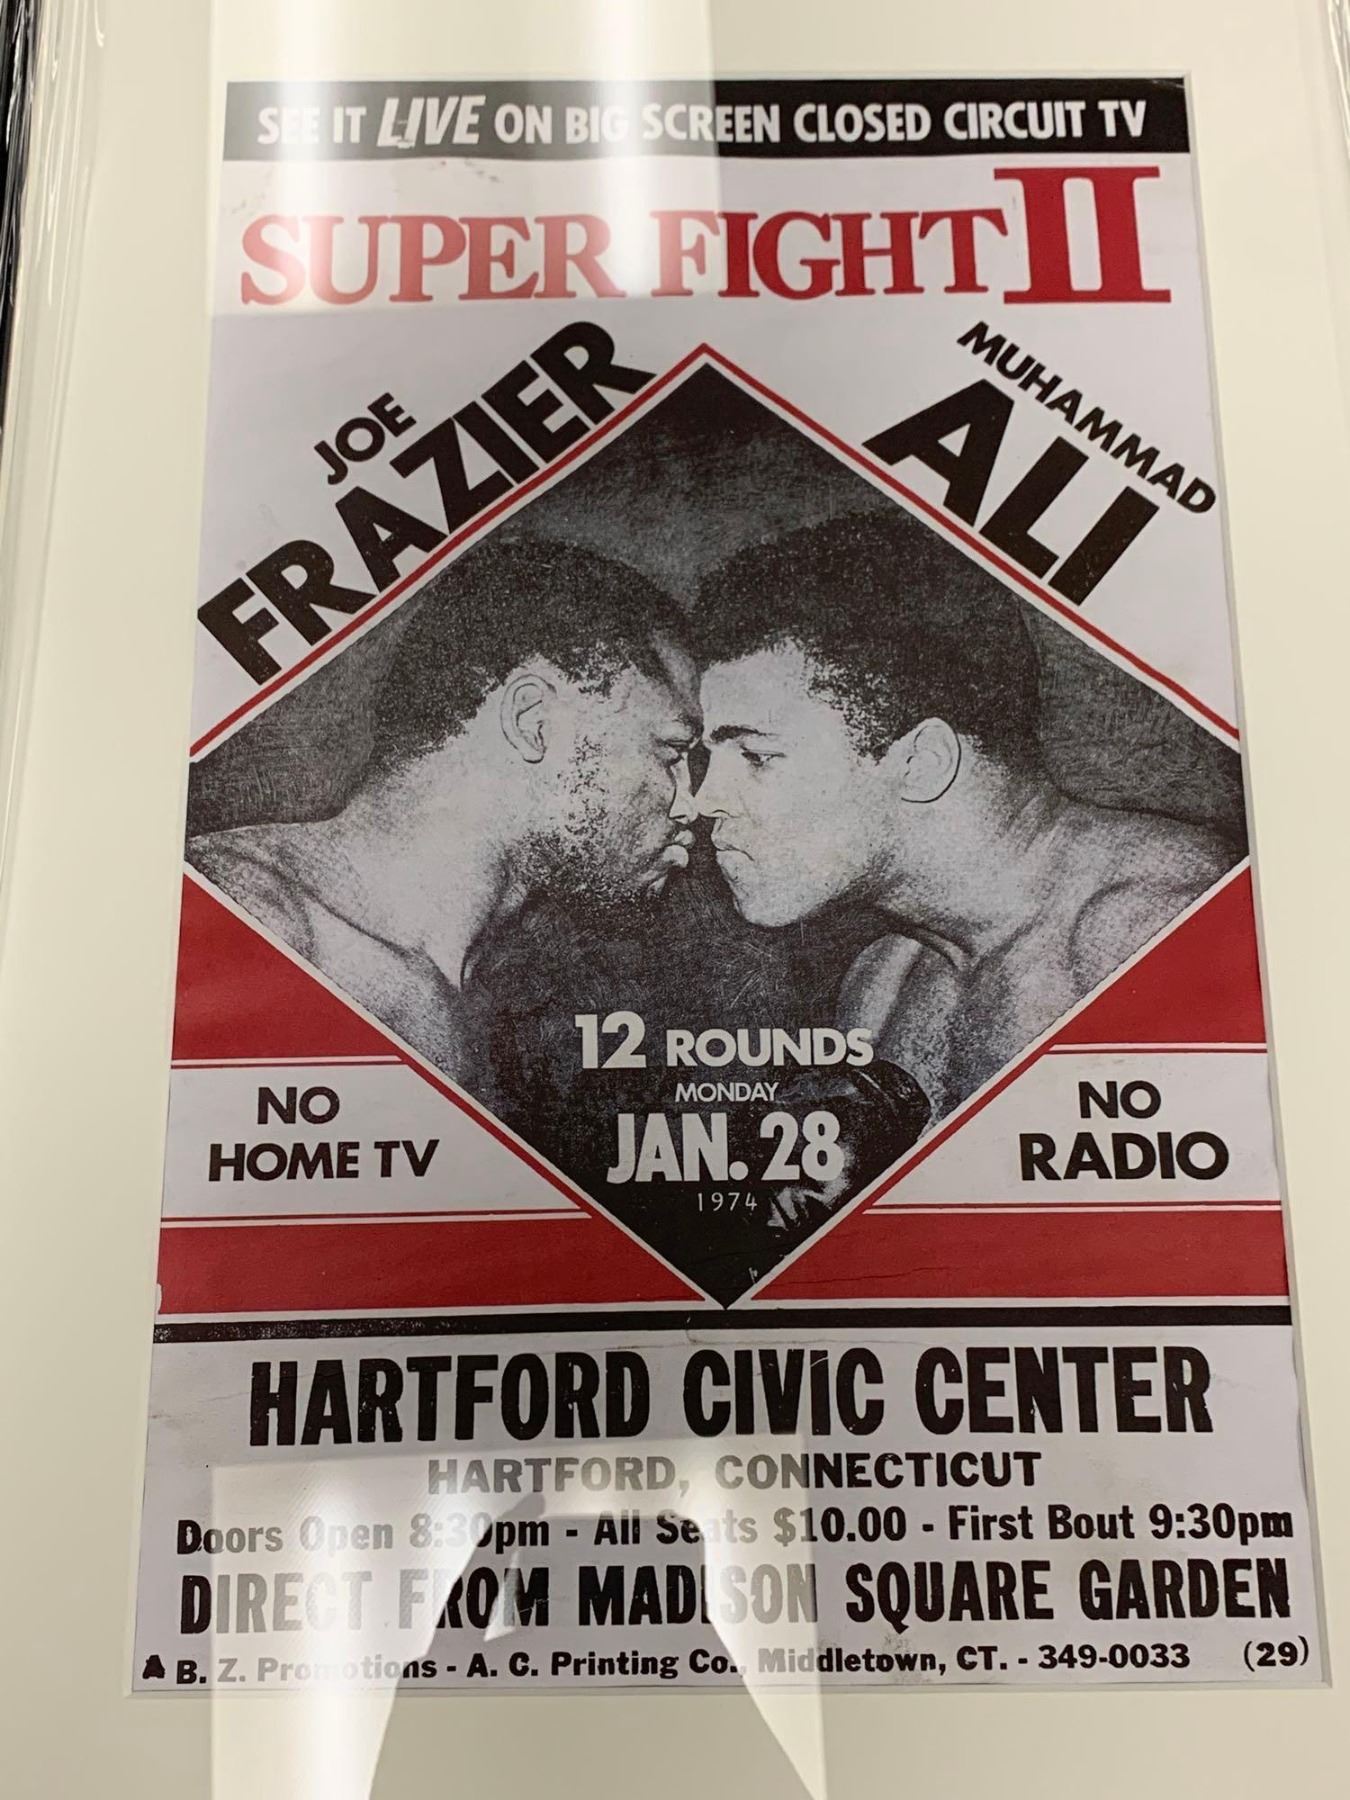 SEE IT LIVE ON BIG SCREEN CLOSED CIRCUIT TV
SUPER FIGHT II
JOE
FRAZIER
MUHAMMAD
ALI
12 ROUNDS
MONDAY
JAN. 28
1974
NO
HOME TV
NO
RADIO
HARTFORD CIVIC CENTER
HARTFORD, CONNECTICUT
Doors Open 8:30pm - All Seats $10.00 - First Bout 9:30pm
DIRECT FROM MADISON SQUARE GARDEN
A B. Z. Promotions - A. C. Printing Co., Middletown, CT. - 349-0033 (29)